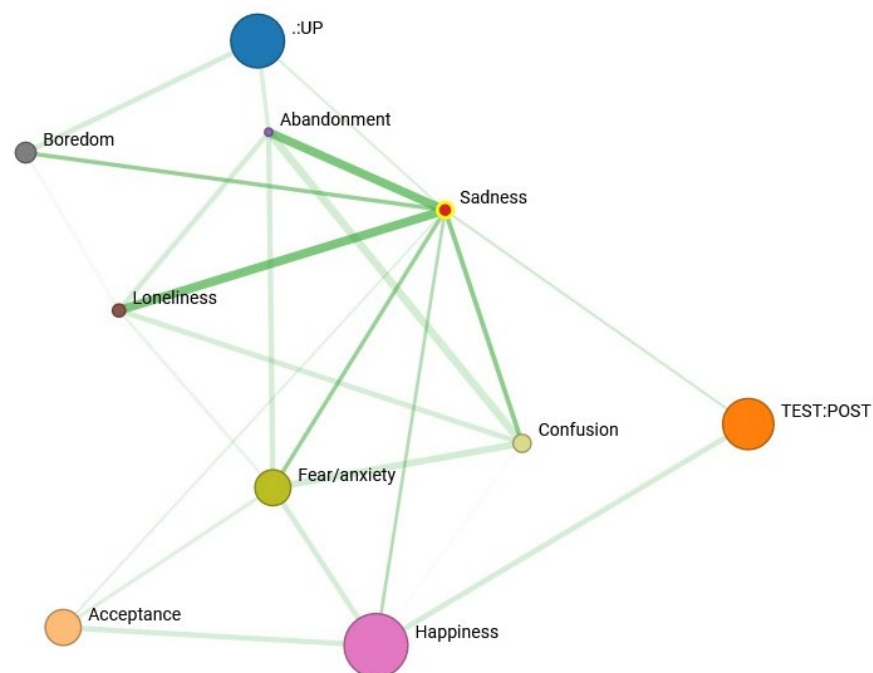 .:UP
Abandonment
Boredom
Sadness
Loneliness
TEST:POST
Confusion
Fear/anxiety
Acceptance
Happiness